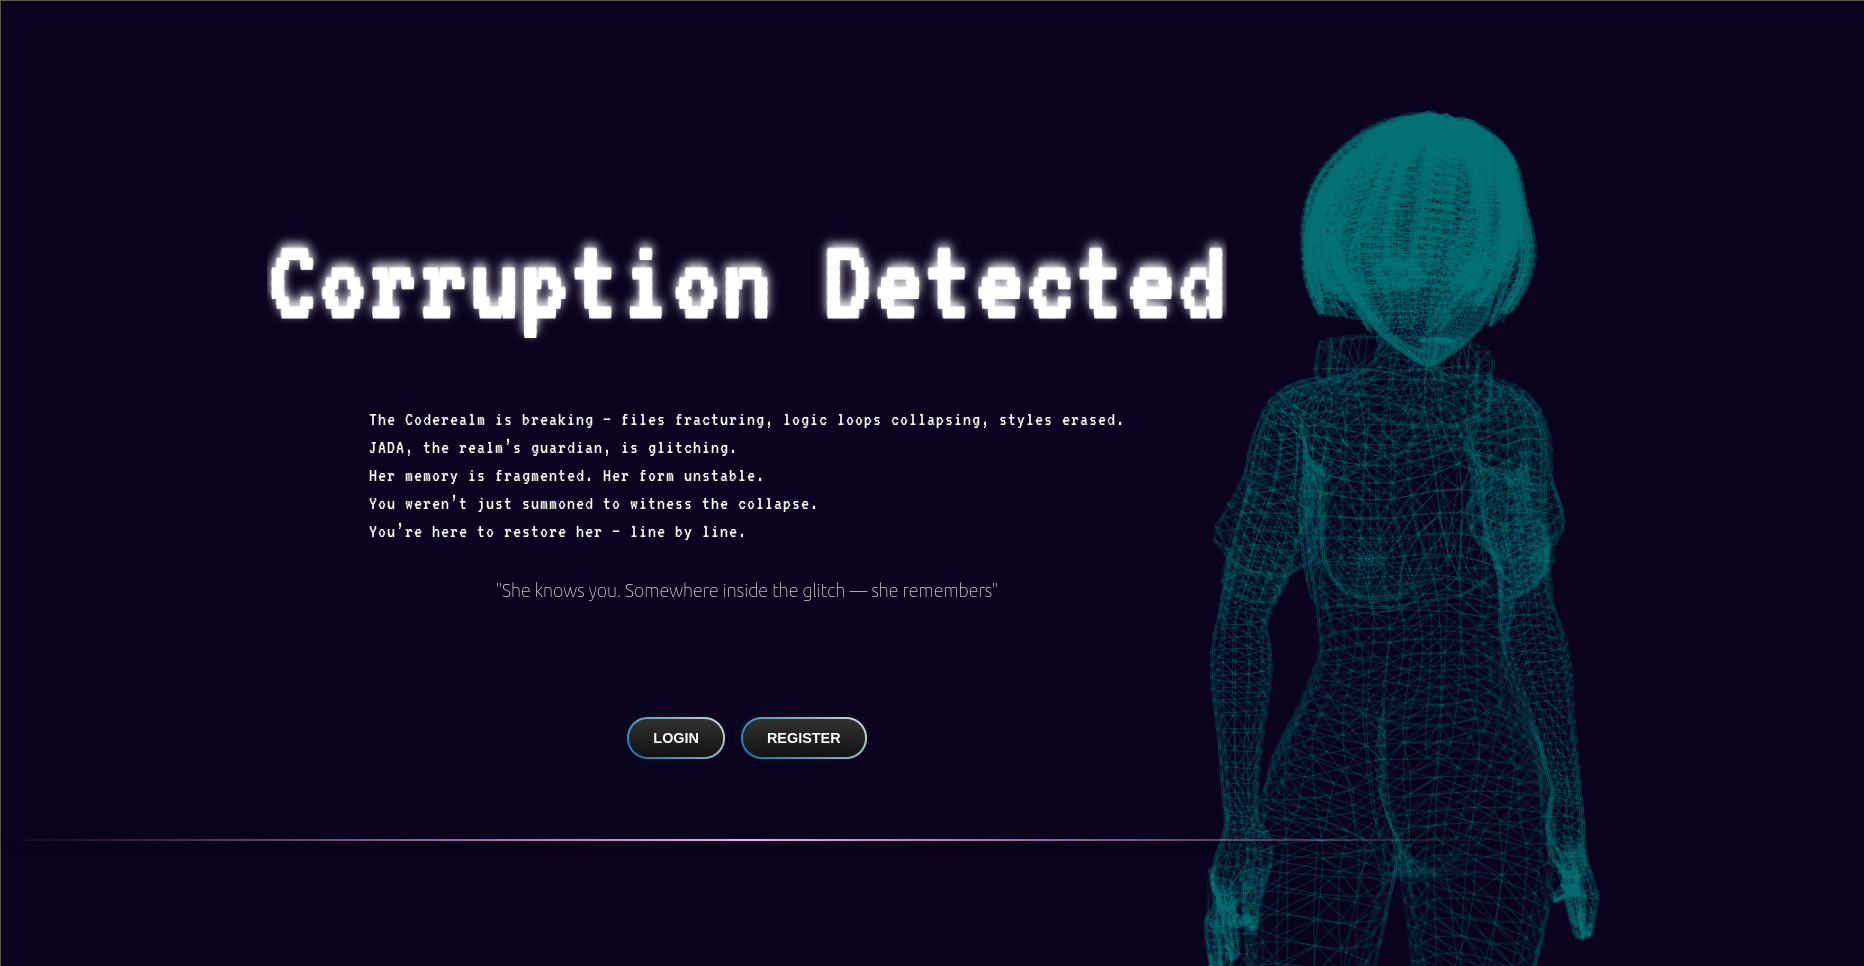 Corruption Detected
The Coderealm is breaking – files fracturing, logic loops collapsing, styles erased.
JADA, the realm’s guardian, is glitching.
Her memory is fragmented. Her form unstable.
You weren’t just summoned to witness the collapse.
You’re here to restore her – line by line.
"She knows you. Somewhere inside the glitch — she remembers"
LOGIN
REGISTER